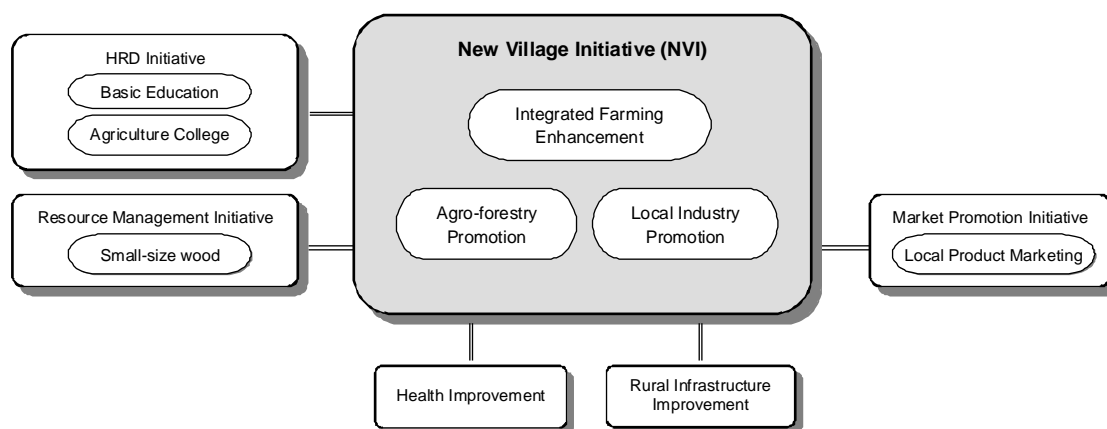 HRD Initiative
Basic Education
Agriculture College
Resource Management Initiative
Small-size wood
New Village Initiative (NVI)
Integrated Farming
Enhancement
Agro-forestry
Promotion
Local Industry
Promotion
Market Promotion Initiative
Local Product Marketing
Health Improvement
Rural Infrastructure
Improvement